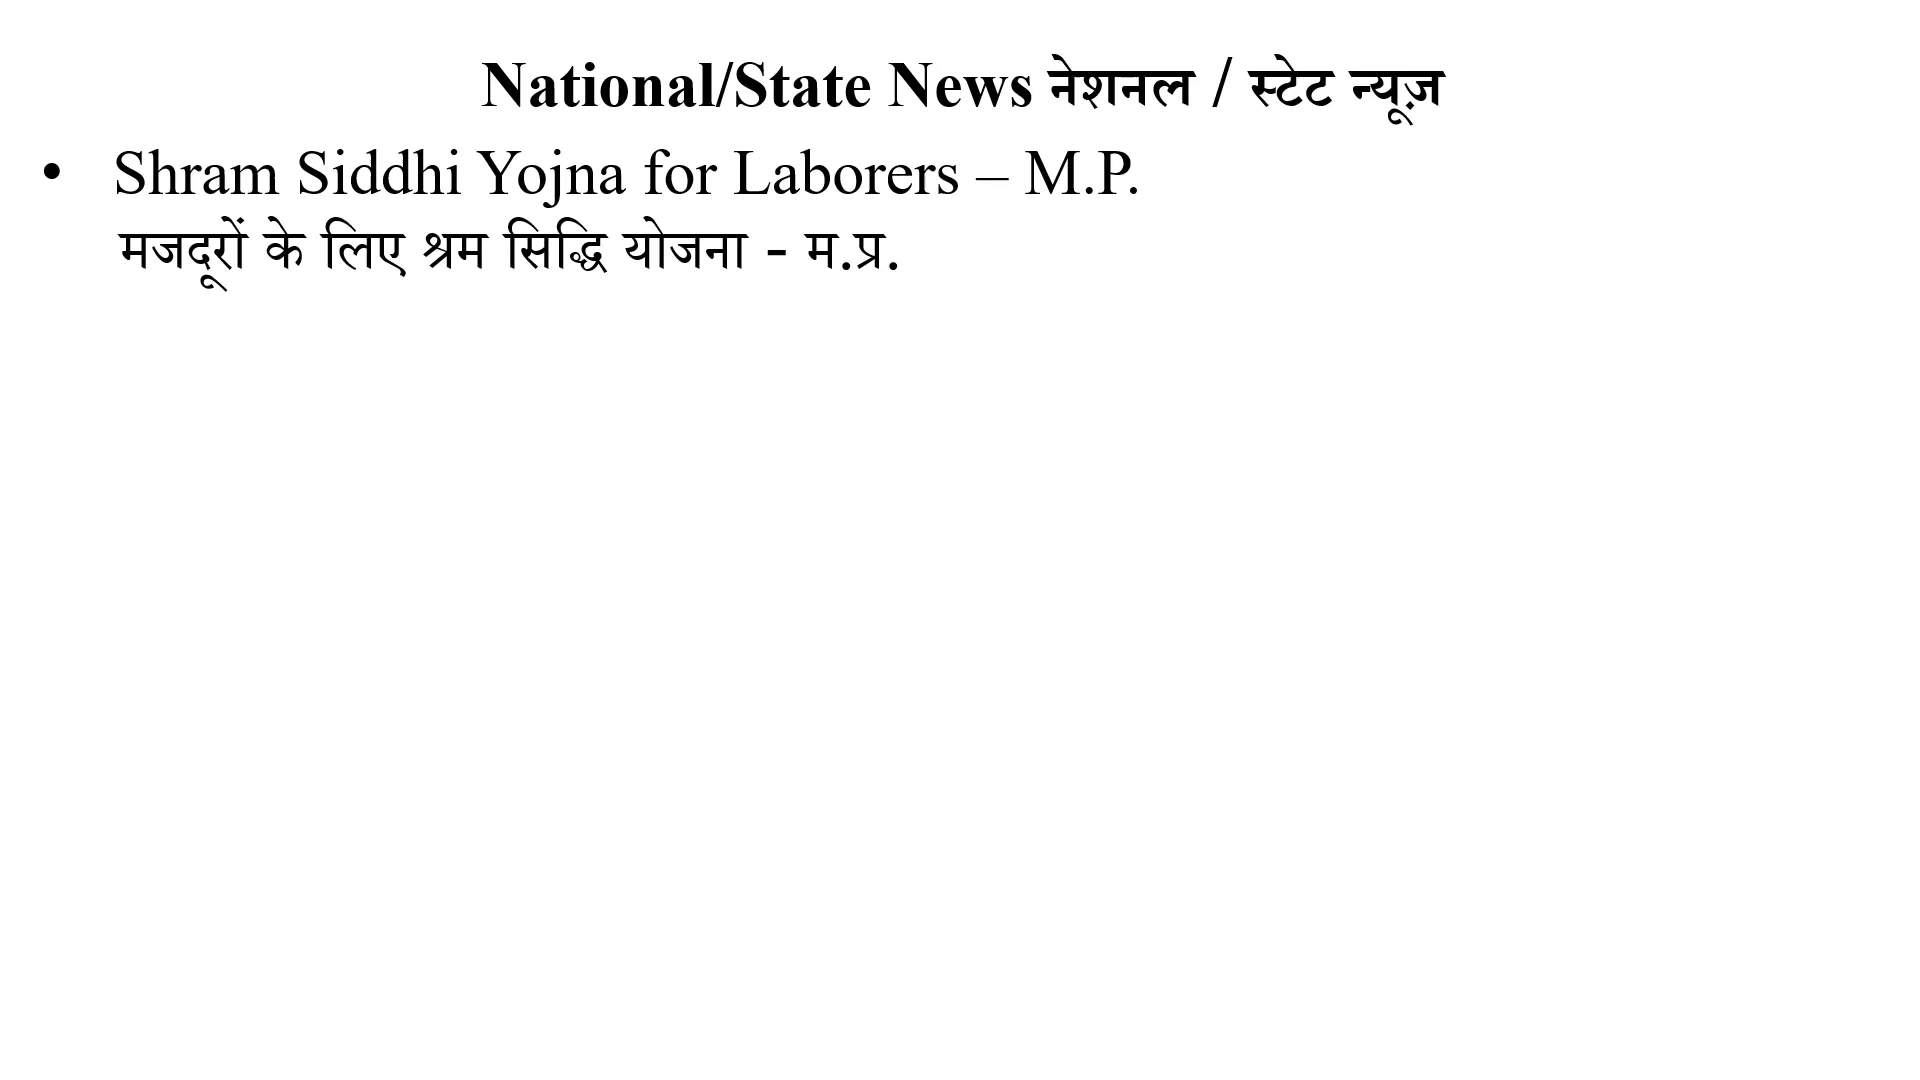 National/State News नेशनल / स्टेट न्यूज़
• Shram Siddhi Yojna for Laborers – M.P.
मजदूरों के लिए श्रम सिद्धि योजना - म.प्र.